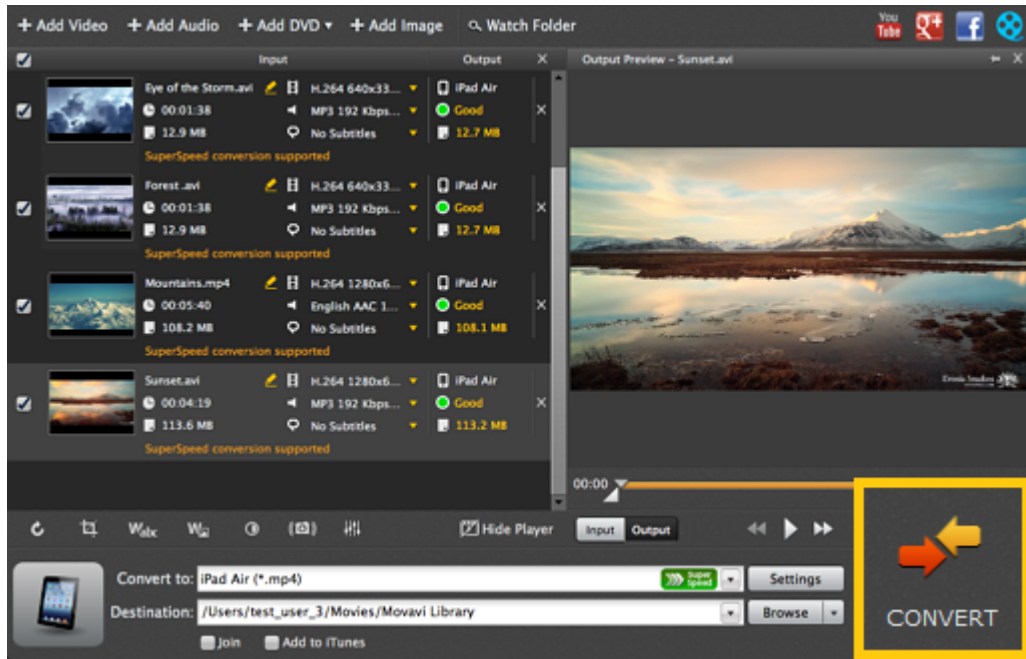 + Add Video + Add Audio + Add DVD + Add Image Watch Folder You Tube g+ f
Input Output X Output Preview - Sunset.avi X
Eye of the Storm.avi H.264 640x33... iPad Air
00:01:38 MP3 192 Kbps... Good X
12.9 MB No Subtitles 12.7 MB
SuperSpeed conversion supported
Forest .avi H.264 640x33... iPad Air
00:01:38 MP3 192 Kbps... Good X
12.9 MB No Subtitles 12.7 MB
SuperSpeed conversion supported
Mountains.mp4 H.264 1280x6... iPad Air
00:05:40 English AAC 1... Good X
108.2 MB No Subtitles 108.1 MB
SuperSpeed conversion supported
Sunset.avi H.264 1280x6... iPad Air
00:04:19 MP3 192 Kbps... Good X
113.6 MB No Subtitles 113.2 MB
SuperSpeed conversion supported
00:00
Wabc W Hide Player Input Output
Convert to: iPad Air (*.mp4) Super Speed Settings
Destination: /Users/test_user_3/Movies/Movavi Library Browse
Join Add to iTunes
CONVERT